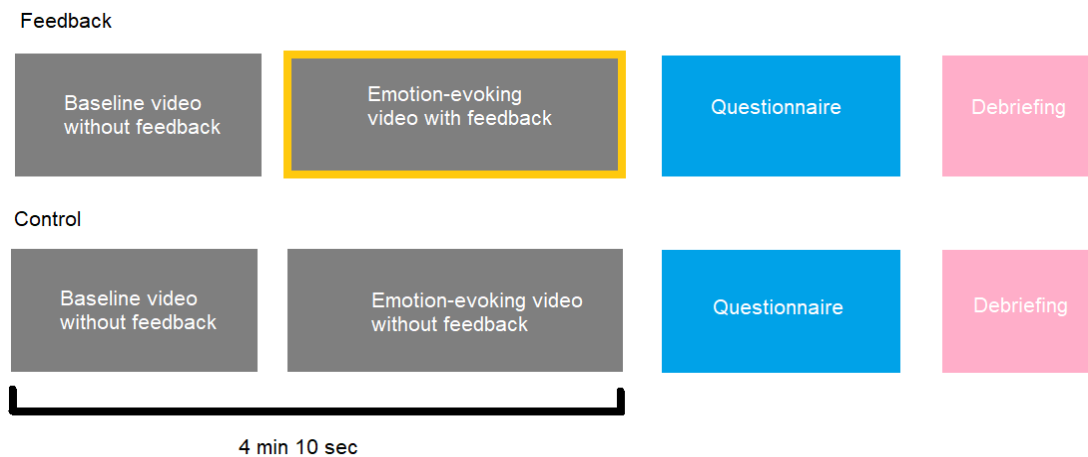 Feedback
Baseline video
without feedback
Emotion-evoking
video with feedback
Questionnaire
Debriefing
Control
Baseline video
without feedback
Emotion-evoking video
without feedback
Questionnaire
Debriefing
4 min 10 sec